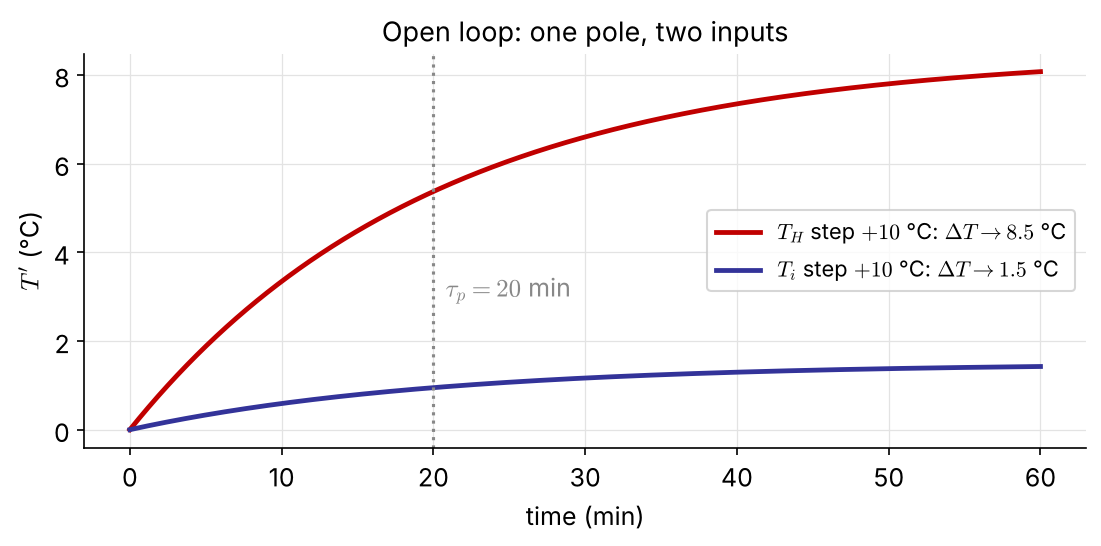 Open loop: one pole, two inputs
T′ (°C)
8
6
4
2
0
T_H step +10 °C: ΔT→8.5 °C
T_i step +10 °C: ΔT→1.5 °C
τ_p = 20 min
0 10 20 30 40 50 60
time (min)